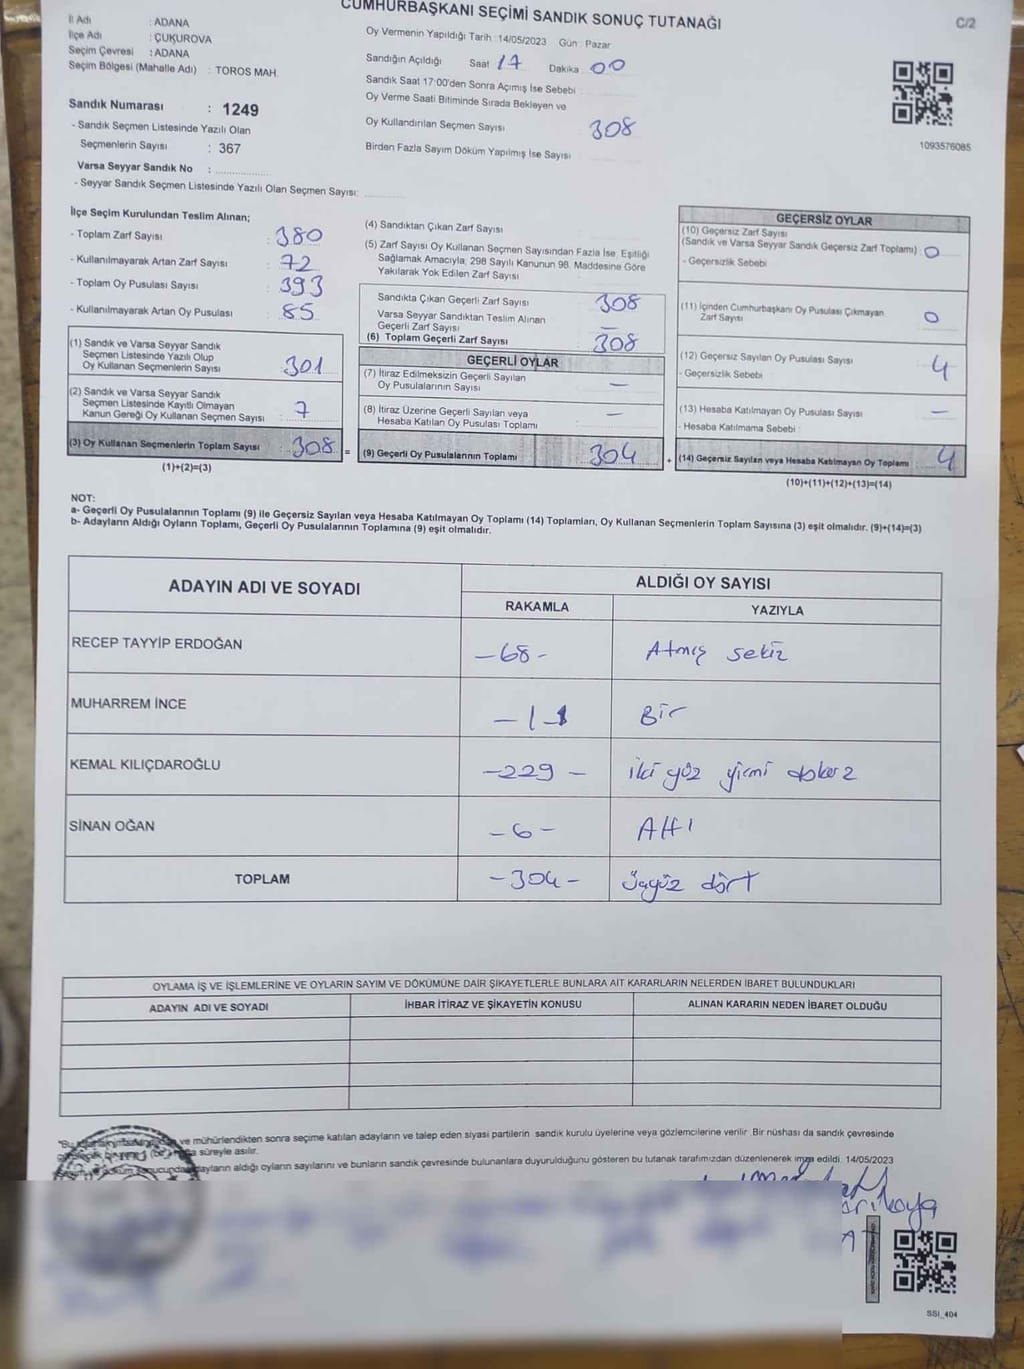 CUMHURBAŞKANI SEÇİMİ SANDIK SONUÇ TUTANAĞI
C/2
İl Adı : ADANA
İlçe Adı : ÇUKUROVA
Seçim Çevresi : ADANA
Seçim Bölgesi (Mahalle Adı) : TOROS MAH.
Sandık Numarası : 1249
- Sandık Seçmen Listesinde Yazılı Olan
Seçmenlerin Sayısı : 367
Varsa Seyyar Sandık No :
- Seyyar Sandık Seçmen Listesinde Yazılı Olan Seçmen Sayısı:
Oy Vermenin Yapıldığı Tarih :14/05/2023 Gün : Pazar
Sandığın Açıldığı Saat 17 Dakika 00
Sandık Saat 17:00'den Sonra Açımış İse Sebebi
Oy Verme Saati Bitiminde Sırada Bekleyen ve
Oy Kullandırılan Seçmen Sayısı 308
Birden Fazla Sayım Döküm Yapılmış İse Sayısı
1093576085
İlçe Seçim Kurulundan Teslim Alınan;
- Toplam Zarf Sayısı : 380
- Kullanılmayarak Artan Zarf Sayısı : 72
- Toplam Oy Pusulası Sayısı : 393
- Kullanılmayarak Artan Oy Pusulası : 85
(1) Sandık ve Varsa Seyyar Sandık
Seçmen Listesinde Yazılı Olup
Oy Kullanan Seçmenlerin Sayısı 301
(2) Sandık ve Varsa Seyyar Sandık
Seçmen Listesinde Kayıtlı Olmayan
Kanun Gereği Oy Kullanan Seçmen Sayısı 7
(3) Oy Kullanan Seçmenlerin Toplam Sayısı 308 =
(1)+(2)=(3)
(4) Sandıktan Çıkan Zarf Sayısı
(5) Zarf Sayısı Oy Kullanan Seçmen Sayısından Fazla İse, Eşitliği
Sağlamak Amacıyla, 298 Sayılı Kanunun 98. Maddesine Göre
Yakılarak Yok Edilen Zarf Sayısı
Sandıkta Çıkan Geçerli Zarf Sayısı 308
Varsa Seyyar Sandıktan Teslim Alınan
Geçerli Zarf Sayısı —
(6) Toplam Geçerli Zarf Sayısı 308
GEÇERLİ OYLAR
(7) İtiraz Edilmeksizin Geçerli Sayılan
Oy Pusulalarının Sayısı —
(8) İtiraz Üzerine Geçerli Sayılan veya
Hesaba Katılan Oy Pusulası Toplamı —
(9) Geçerli Oy Pusulalarının Toplamı 304 +
GEÇERSİZ OYLAR
(10) Geçersiz Zarf Sayısı
(Sandık ve Varsa Seyyar Sandık Geçersiz Zarf Toplamı) : 0
- Geçersizlik Sebebi
(11) İçinden Cumhurbaşkanı Oy Pusulası Çıkmayan
Zarf Sayısı 0
(12) Geçersiz Sayılan Oy Pusulası Sayısı 4
- Geçersizlik Sebebi
(13) Hesaba Katılmayan Oy Pusulası Sayısı —
- Hesaba Katılmama Sebebi :
(14) Geçersiz Sayılan veya Hesaba Katılmayan Oy Toplamı 4
(10)+(11)+(12)+(13)=(14)
NOT:
a- Geçerli Oy Pusulalarının Toplamı (9) ile Geçersiz Sayılan veya Hesaba Katılmayan Oy Toplamı (14) Toplamları, Oy Kullanan Seçmenlerin Toplam Sayısına (3) eşit olmalıdır. (9)+(14)=(3)
b- Adayların Aldığı Oyların Toplamı, Geçerli Oy Pusulalarının Toplamına (9) eşit olmalıdır.
ADAYIN ADI VE SOYADI ALDIĞI OY SAYISI
RAKAMLA YAZIYLA
RECEP TAYYİP ERDOĞAN -68- Atmış sekiz
MUHARREM İNCE -1- Bir
KEMAL KILIÇDAROĞLU -229- iki yüz yirmi dokuz
SİNAN OĞAN -6- Altı
TOPLAM -304- üçyüz dört
OYLAMA İŞ VE İŞLEMLERİNE VE OYLARIN SAYIM VE DÖKÜMÜNE DAİR ŞİKAYETLERLE BUNLARA AİT KARARLARIN NELERDEN İBARET BULUNDUKLARI
ADAYIN ADI VE SOYADI İHBAR İTİRAZ VE ŞİKAYETİN KONUSU ALINAN KARARIN NEDEN İBARET OLDUĞU
ve mühürlendikten sonra seçime katılan adayların ve talep eden siyasi partilerin sandık kurulu üyelerine veya gözlemcilerine verilir. Bir nüshası da sandık çevresinde
süreyle asılır.
adayların aldığı oyların sayılarını ve bunların sandık çevresinde bulunanlara duyurulduğunu gösteren bu tutanak tarafımızdan düzenlenerek imza edildi. 14/05/2023
SSI_404